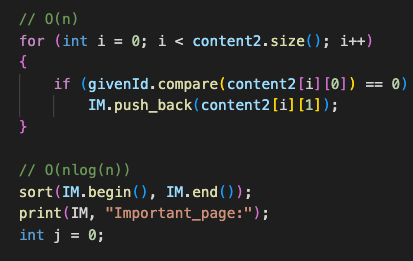 // O(n)
for (int i = 0; i < content2.size(); i++)
{
if (givenId.compare(content2[i][0]) == 0)
IM.push_back(content2[i][1]);
}
// O(nlog(n))
sort(IM.begin(), IM.end());
print(IM, "Important_page:");
int j = 0;